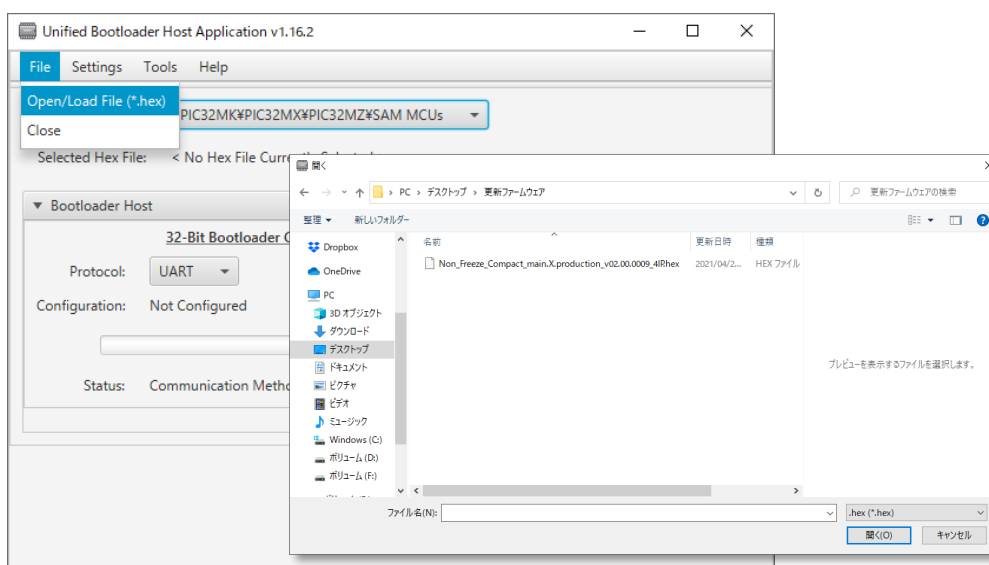 Unified Bootloader Host Application v1.16.2
File Settings Tools Help
Open/Load File (*.hex)
PIC32MK¥PIC32MX¥PIC32MZ¥SAM MCUs
Close
Selected Hex File: < No Hex File
開く
PC › デスクトップ › 更新ファームウェア
更新ファームウェアの検索
整理 新しいフォルダー
Bootloader Host
32-Bit Bootloader
Protocol: UART
Configuration: Not Configured
Status: Communication
Dropbox
OneDrive
PC
3D オブジェクト
ダウンロード
デスクトップ
ドキュメント
ピクチャ
ビデオ
ミュージック
Windows (C:)
ボリューム (D:)
ボリューム (F:)
名前 更新日時 種類
Non_Freeze_Compact_main.X.production_v02.00.0009_4IRhex 2021/04/2... HEX ファイル
プレビューを表示するファイルを選択します。
ファイル名(N): .hex (*.hex)
開く(O) キャンセル